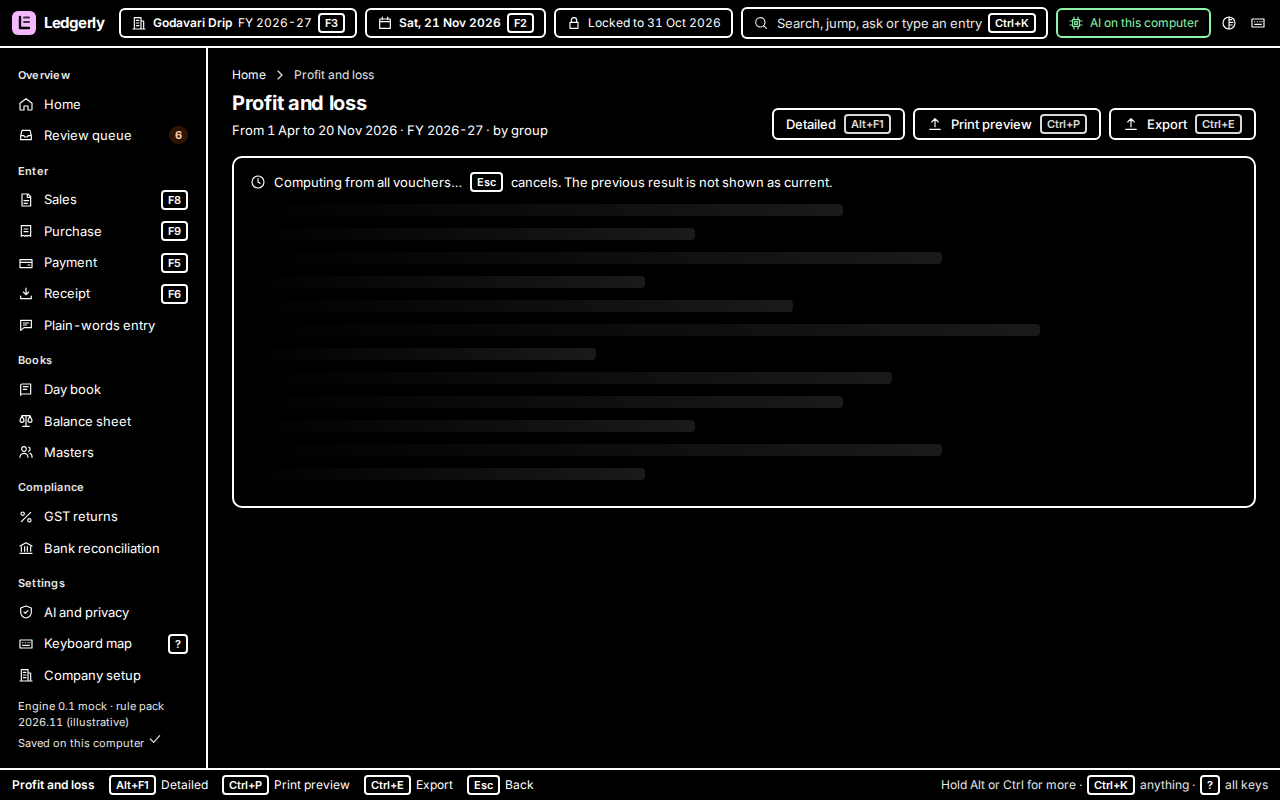 Ledgerly Godavari Drip FY 2026-27 F3 Sat, 21 Nov 2026 F2 Locked to 31 Oct 2026 Search, jump, ask or type an entry Ctrl+K AI on this computer
Overview
Home
Review queue 6
Enter
Sales F8
Purchase F9
Payment F5
Receipt F6
Plain-words entry
Books
Day book
Balance sheet
Masters
Compliance
GST returns
Bank reconciliation
Settings
AI and privacy
Keyboard map ?
Company setup
Engine 0.1 mock · rule pack
2026.11 (illustrative)
Saved on this computer
Home Profit and loss
Profit and loss
From 1 Apr to 20 Nov 2026 · FY 2026-27 · by group
Detailed Alt+F1 Print preview Ctrl+P Export Ctrl+E
Computing from all vouchers... Esc cancels. The previous result is not shown as current.
Profit and loss Alt+F1 Detailed Ctrl+P Print preview Ctrl+E Export Esc Back Hold Alt or Ctrl for more · Ctrl+K anything · ? all keys